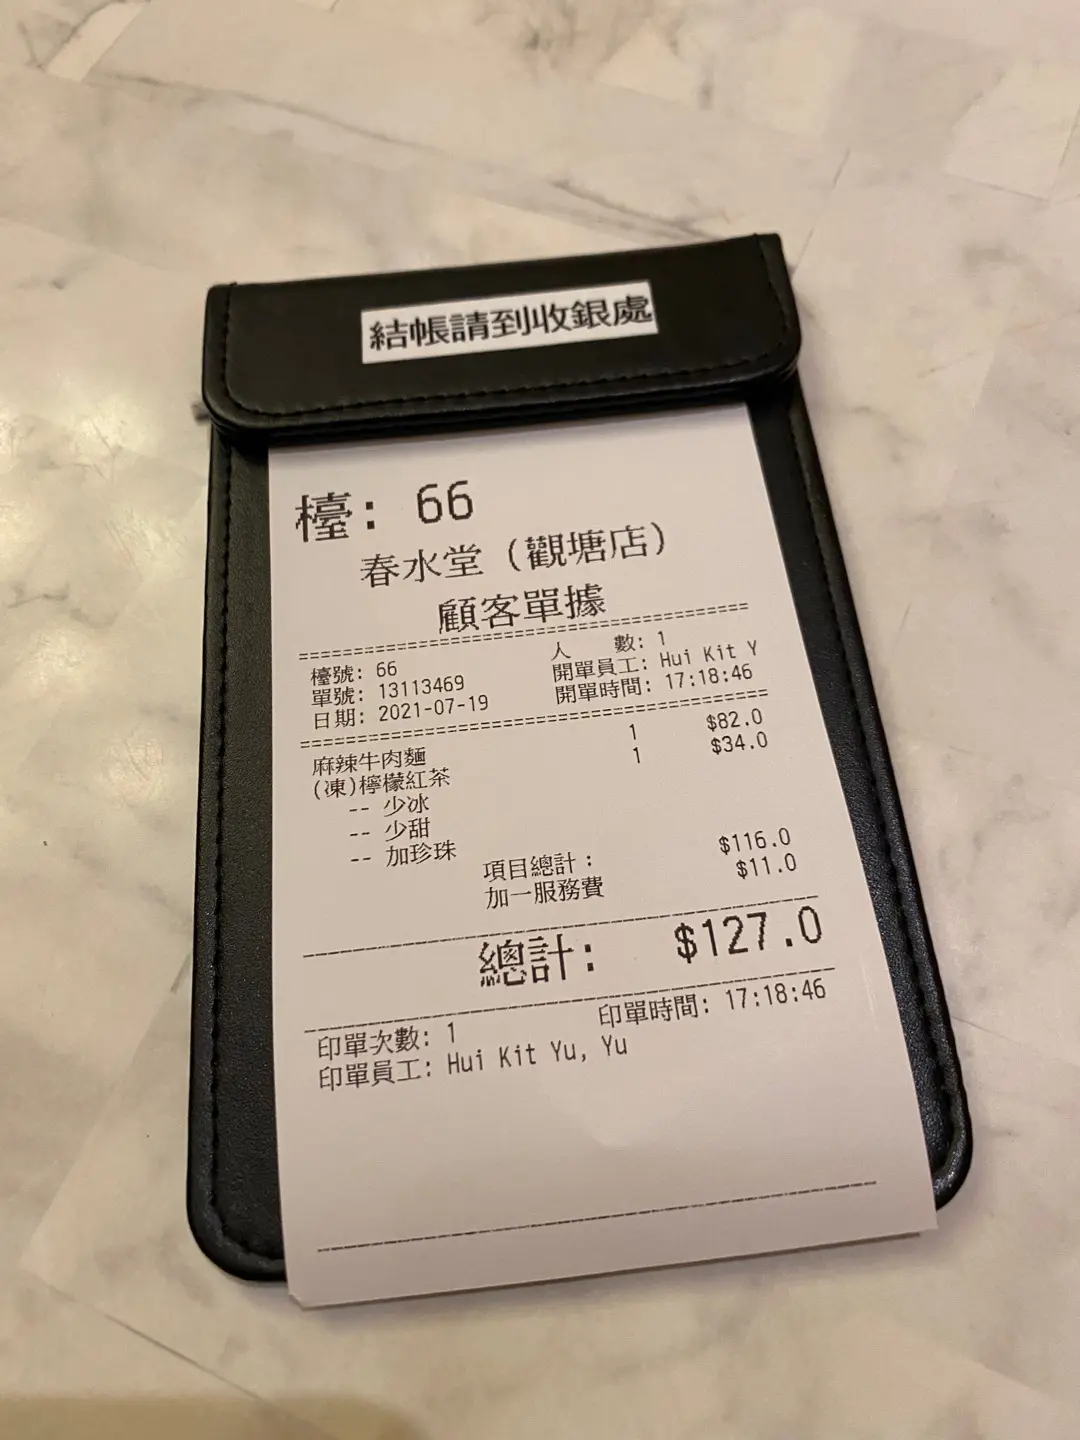 結帳請到收銀處
檯: 66
春水堂 (觀塘店)
顧客單據
檯號: 66 人 數: 1
單號: 13113469 開單員工: Hui Kit Y
日期: 2021-07-19 開單時間: 17:18:46
麻辣牛肉麵 1 $82.0
(凍)檸檬紅茶 1 $34.0
-- 少冰
-- 少甜
-- 加珍珠
項目總計: $116.0
加一服務費 $11.0
總計: $127.0
印單次數: 1 印單時間: 17:18:46
印單員工: Hui Kit Yu, Yu